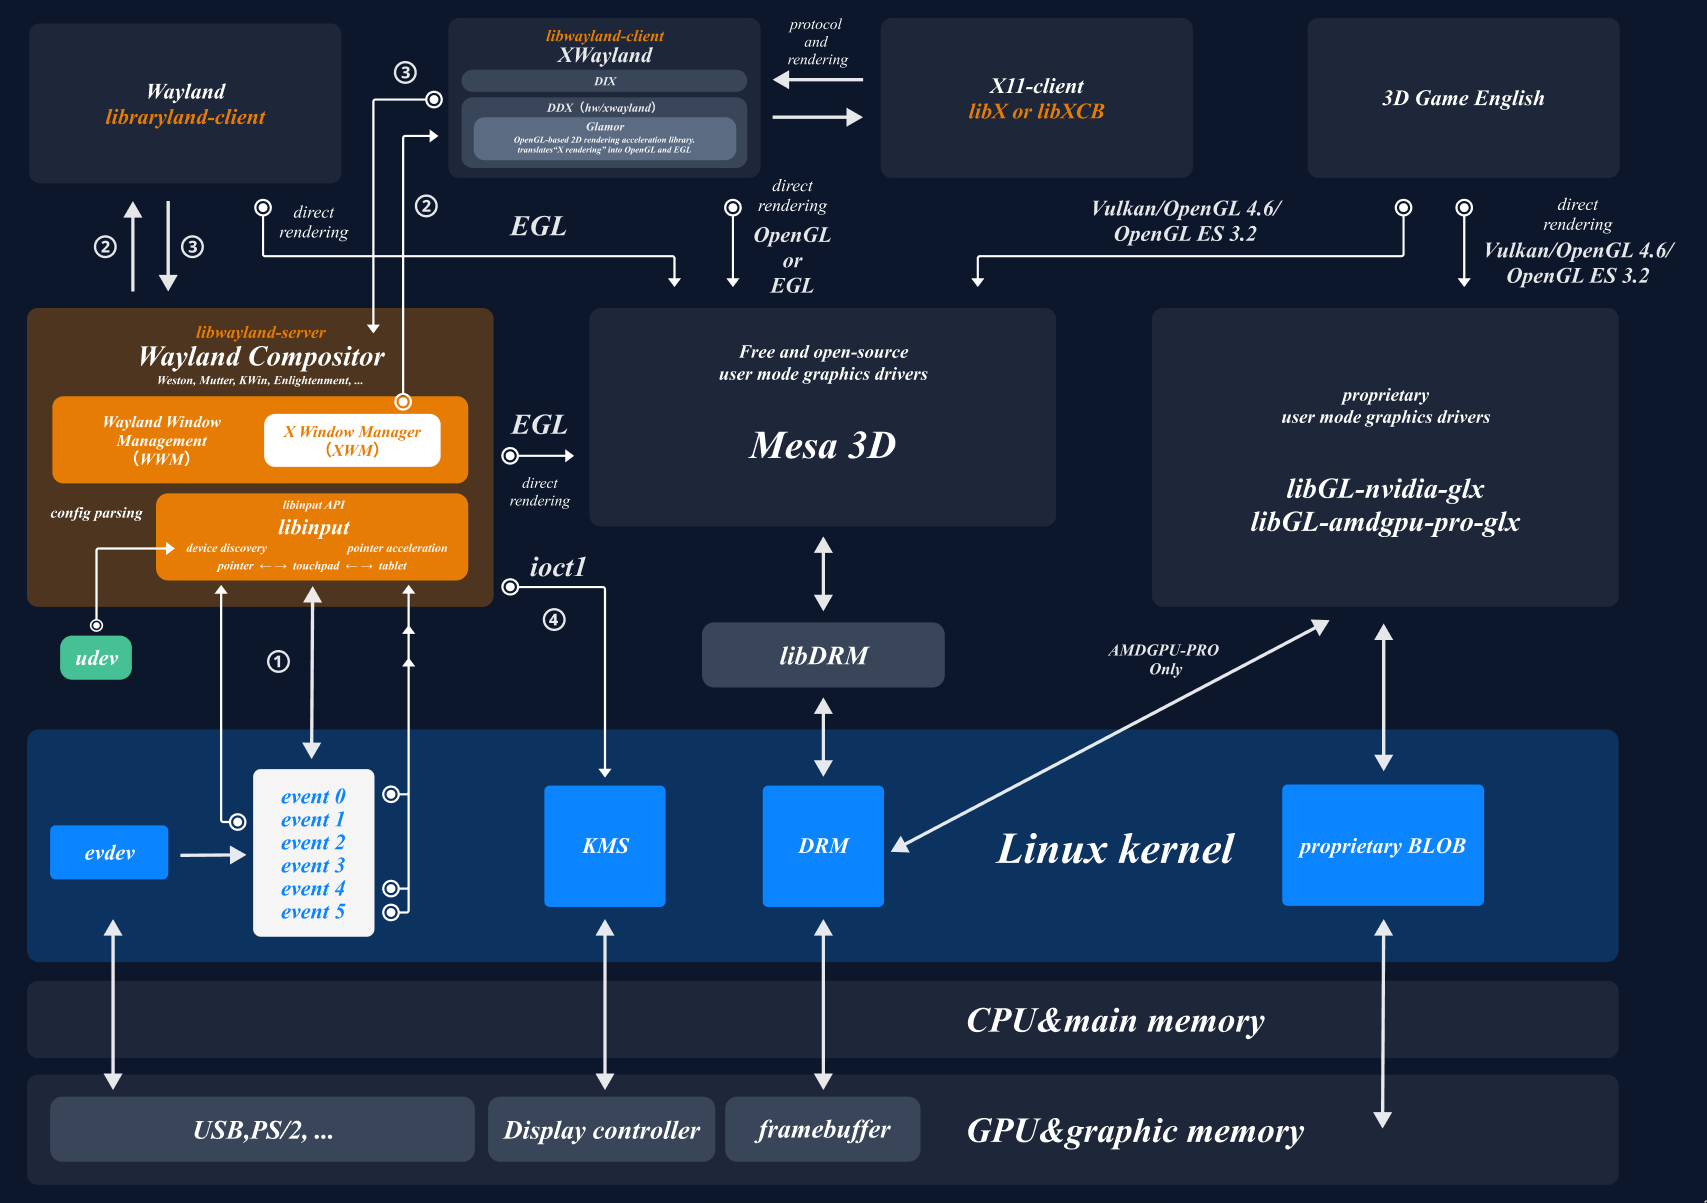 Wayland
libraryland-client
libwayland-client
XWayland
DIX
DDX（hw/xwayland）
Glamor
OpenGL-based 2D rendering acceleration library.
translates“X rendering” into OpenGL and EGL
protocol
and
rendering
X11-client
libX or libXCB
3D Game English
③
②
②
③
direct
rendering
EGL
direct
rendering
OpenGL
or
EGL
Vulkan/OpenGL 4.6/
OpenGL ES 3.2
direct
rendering
Vulkan/OpenGL 4.6/
OpenGL ES 3.2
libwayland-server
Wayland Compositor
Weston, Mutter, KWin, Enlightenment, ...
Wayland Window
Management
（WWM）
X Window Manager
（XWM）
config parsing
libinput API
libinput
device discovery
pointer acceleration
pointer ←→ touchpad ←→ tablet
EGL
direct
rendering
Free and open-source
user mode graphics drivers
Mesa 3D
proprietary
user mode graphics drivers
libGL-nvidia-glx
libGL-amdgpu-pro-glx
ioct1
④
udev
①
libDRM
AMDGPU-PRO
Only
evdev
event 0
event 1
event 2
event 3
event 4
event 5
KMS
DRM
Linux kernel
proprietary BLOB
CPU&main memory
USB,PS/2, ...
Display controller
framebuffer
GPU&graphic memory